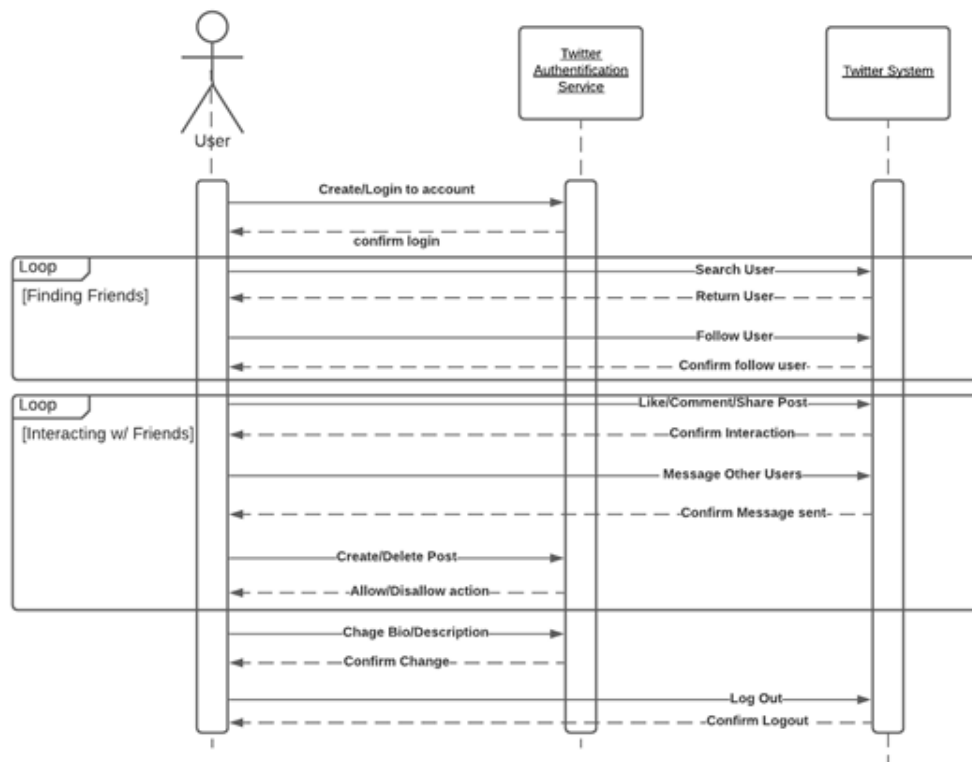 Twitter
Authentification
Service
Twitter System
User
Create/Login to account
confirm login
Loop
Search User
[Finding Friends]
Return User
Follow User
Confirm follow user
Loop
Like/Comment/Share Post
[Interacting w/ Friends]
Confirm Interaction
Message Other Users
Confirm Message sent
Create/Delete Post
Allow/Disallow action
Chage Bio/Description
Confirm Change
Log Out
Confirm Logout